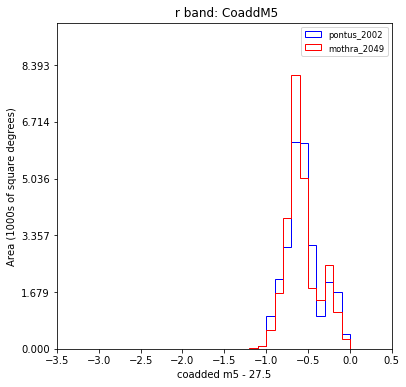 r band: CoaddM5
pontus_2002
mothra_2049
8.393
6.714
5.036
3.357
1.679
0.000
Area (1000s of square degrees)
−3.5 −3.0 −2.5 −2.0 −1.5 −1.0 −0.5 0.0 0.5
coadded m5 - 27.5